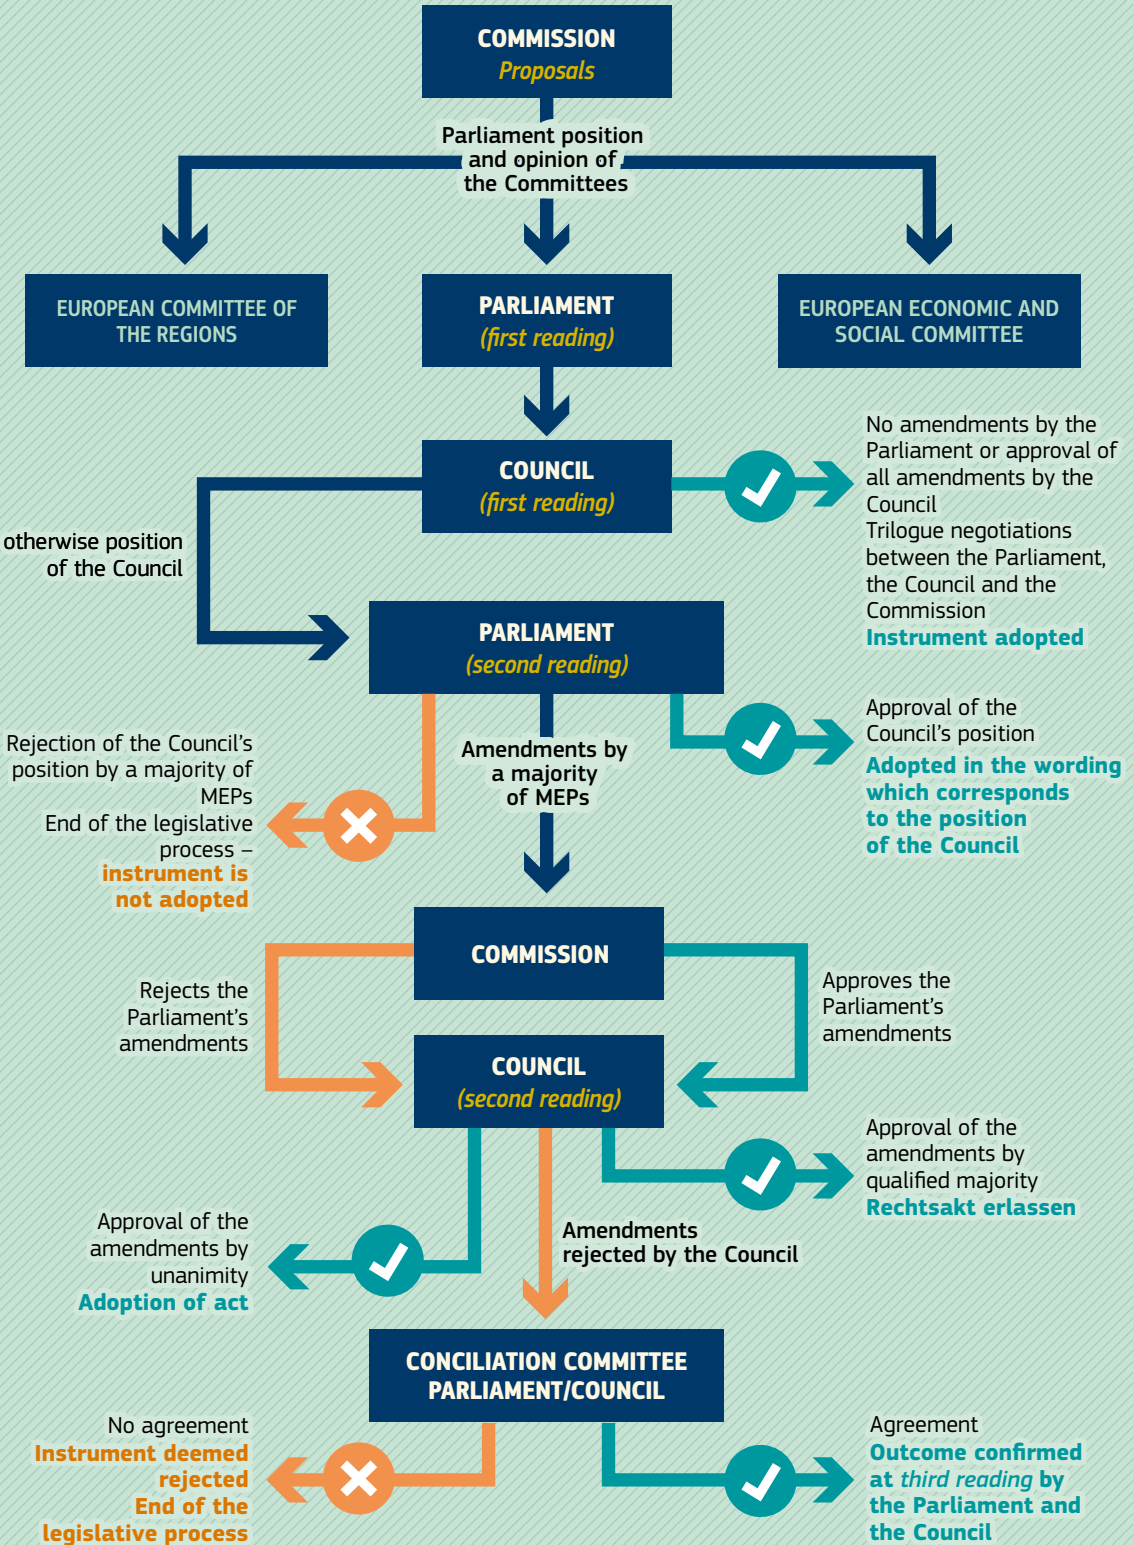 COMMISSION
Proposals
Parliament position
and opinion of
the Committees
EUROPEAN COMMITTEE OF
THE REGIONS
PARLIAMENT
(first reading)
EUROPEAN ECONOMIC AND
SOCIAL COMMITTEE
COUNCIL
(first reading)
No amendments by the
Parliament or approval of
all amendments by the
Council
Trilogue negotiations
between the Parliament,
the Council and the
Commission
Instrument adopted
otherwise position
of the Council
PARLIAMENT
(second reading)
Rejection of the Council's
position by a majority of
MEPs
End of the legislative
process –
instrument is
not adopted
Amendments by
a majority
of MEPs
Approval of the
Council's position
Adopted in the wording
which corresponds
to the position
of the Council
COMMISSION
Rejects the
Parliament's
amendments
Approves the
Parliament's
amendments
COUNCIL
(second reading)
Approval of the
amendments by
qualified majority
Rechtsakt erlassen
Approval of the
amendments by
unanimity
Adoption of act
Amendments
rejected by the Council
CONCILIATION COMMITTEE
PARLIAMENT/COUNCIL
No agreement
Instrument deemed
rejected
End of the
legislative process
Agreement
Outcome confirmed
at third reading by
the Parliament and
the Council